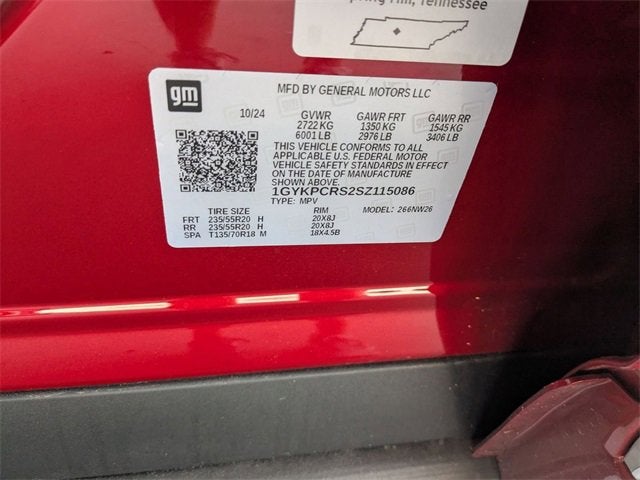 Spring Hill, Tennessee
gm
MFD BY GENERAL MOTORS LLC
10/24 GVWR GAWR FRT GAWR RR
2722 KG 1350 KG 1545 KG
6001 LB 2976 LB 3406 LB
THIS VEHICLE CONFORMS TO ALL
APPLICABLE U.S. FEDERAL MOTOR
VEHICLE SAFETY STANDARDS IN EFFECT
ON THE DATE OF MANUFACTURE
SHOWN ABOVE.
1GYKPCRS2SZ115086
TYPE: MPV
TIRE SIZE RIM MODEL: 266NW26
FRT 235/55R20 H 20X8J
RR 235/55R20 H 20X8J
SPA T135/70R18 M 18X4.5B